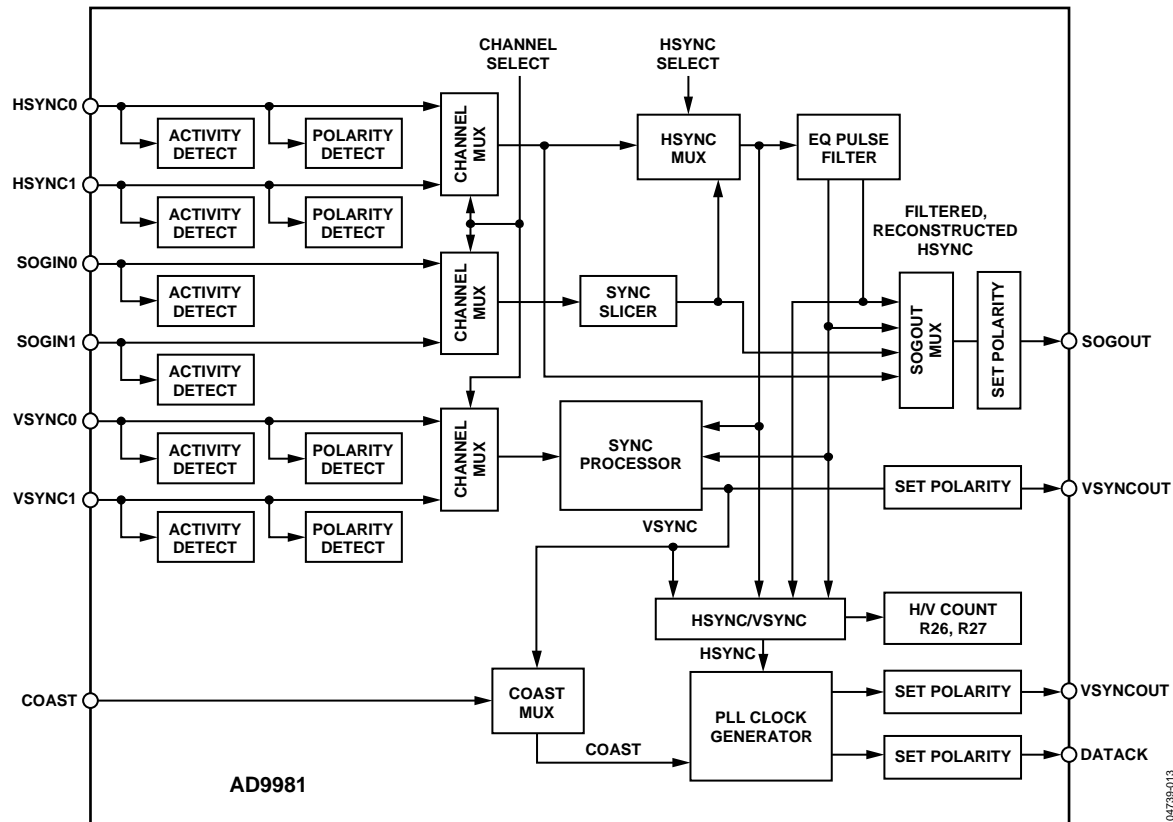 CHANNEL
SELECT
HSYNC
SELECT
HSYNC0
ACTIVITY
DETECT
POLARITY
DETECT
CHANNEL
MUX
HSYNC
MUX
EQ PULSE
FILTER
HSYNC1
ACTIVITY
DETECT
POLARITY
DETECT
FILTERED,
RECONSTRUCTED
HSYNC
SOGIN0
ACTIVITY
DETECT
CHANNEL
MUX
SYNC
SLICER
SOGOUT
MUX
SET POLARITY
SOGOUT
SOGIN1
ACTIVITY
DETECT
VSYNC0
ACTIVITY
DETECT
POLARITY
DETECT
CHANNEL
MUX
SYNC
PROCESSOR
VSYNC1
ACTIVITY
DETECT
POLARITY
DETECT
VSYNC
SET POLARITY
VSYNCOUT
HSYNC/VSYNC
H/V COUNT
R26, R27
HSYNC
COAST
COAST
MUX
COAST
PLL CLOCK
GENERATOR
SET POLARITY
VSYNCOUT
SET POLARITY
DATACK
AD9981
04739-013